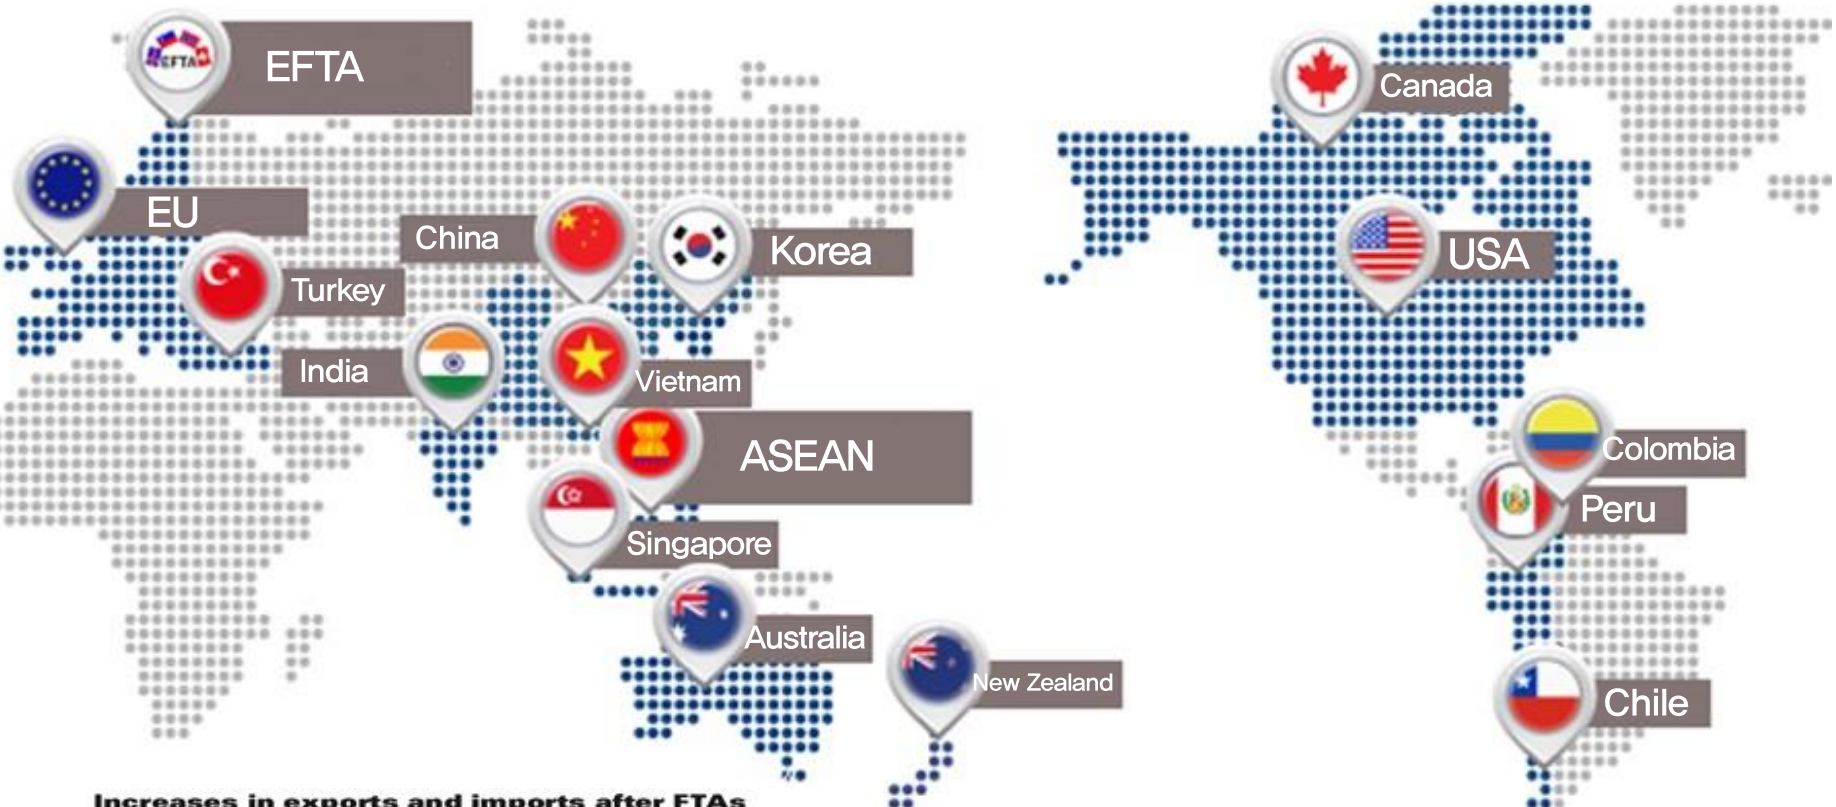 EFTA
EFTA
Canada
EU
China
Korea
USA
Turkey
India
Vietnam
ASEAN
Colombia
Peru
Singapore
Australia
New Zealand
Chile
Increases in exports and imports after FTAs